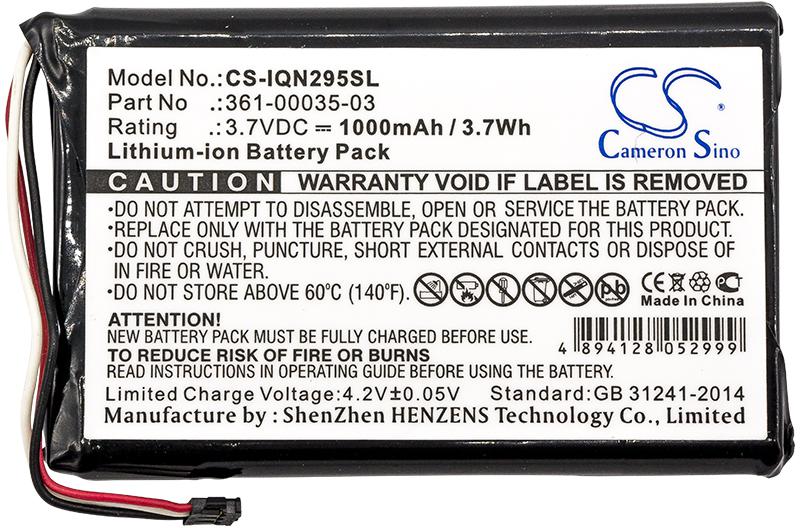 Model No.:CS-IQN295SL
Part No :361-00035-03
Rating :3.7VDC ⎓ 1000mAh / 3.7Wh
Lithium-ion Battery Pack
CS
Cameron Sino
CAUTION WARRANTY VOID IF LABEL IS REMOVED
•DO NOT ATTEMPT TO DISASSEMBLE, OPEN OR SERVICE THE BATTERY PACK.
•REPLACE ONLY WITH THE BATTERY PACK DESIGNATED FOR THIS PRODUCT.
•DO NOT CRUSH, PUNCTURE, SHORT EXTERNAL CONTACTS OR DISPOSE OF
IN FIRE OR WATER.
•DO NOT STORE ABOVE 60°C (140°F).
Pb
CE
Made In China
ATTENTION!
NEW BATTERY PACK MUST BE FULLY CHARGED BEFORE USE.
TO REDUCE RISK OF FIRE OR BURNS
READ INSTRUCTIONS IN OPERATING YOUR BATTERY.
4 894128 052999
Limited Charge Voltage:4.2V±0.05V Standard:GB 31241-2014
Manufacture by : ShenZhen HENZENS Technology Co., Limited